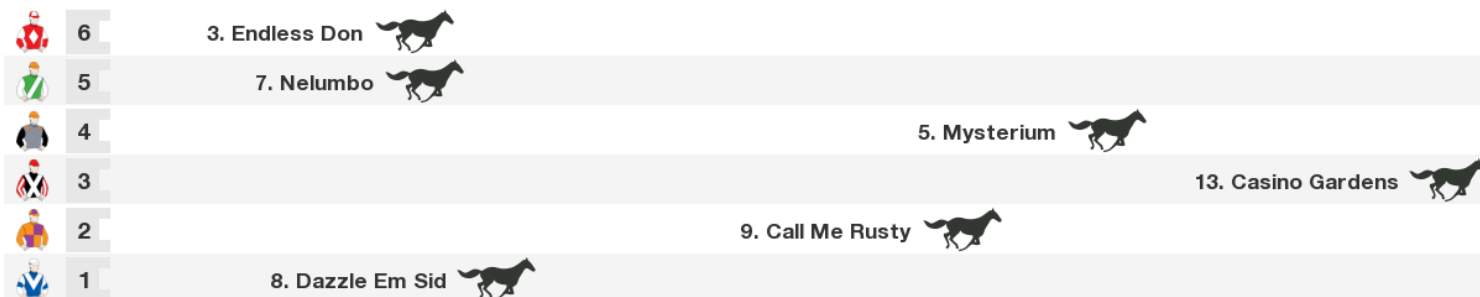 6 3. Endless Don
5 7. Nelumbo
4 5. Mysterium
3 13. Casino Gardens
2 9. Call Me Rusty
1 8. Dazzle Em Sid